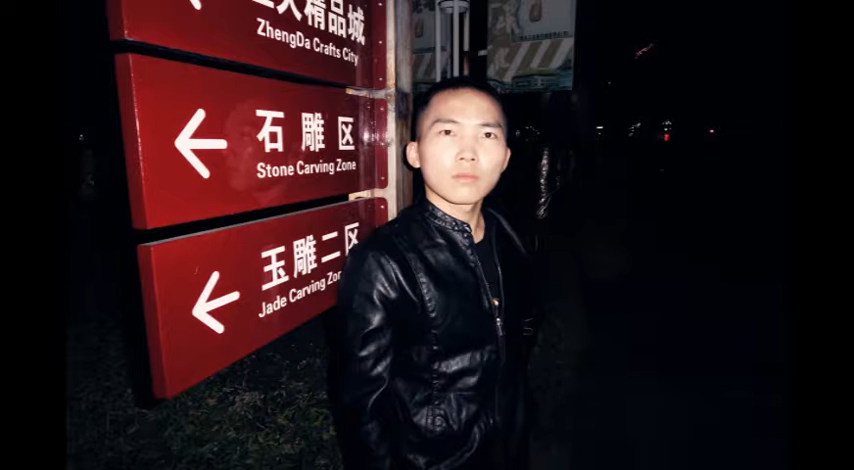 大精品城
ZhengDa Crafts City
石雕区
Stone Carving Zone
玉雕二区
Jade Carving Zon